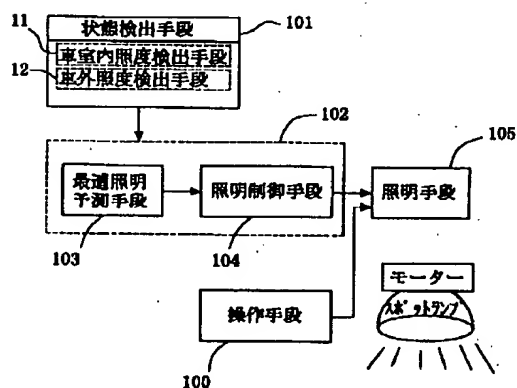 状態検出手段
101
11
車室内照度検出手段
12
車外照度検出手段
102
105
最適照明
予測手段
照明制御手段
照明手段
103
104
モーター
スポットランプ
操作手段
100